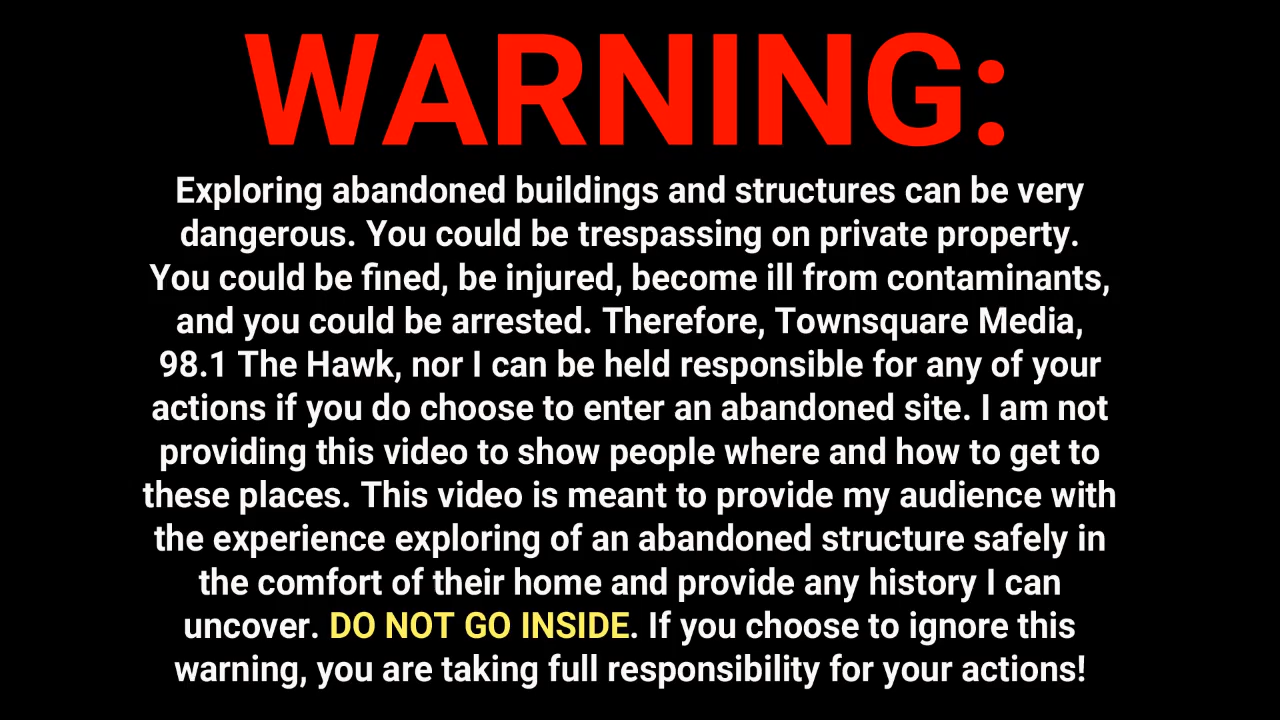 WARNING:
Exploring abandoned buildings and structures can be very
dangerous. You could be trespassing on private property.
You could be fined, be injured, become ill from contaminants,
and you could be arrested. Therefore, Townsquare Media,
98.1 The Hawk, nor I can be held responsible for any of your
actions if you do choose to enter an abandoned site. I am not
providing this video to show people where and how to get to
these places. This video is meant to provide my audience with
the experience exploring of an abandoned structure safely in
the comfort of their home and provide any history I can
uncover. DO NOT GO INSIDE. If you choose to ignore this
warning, you are taking full responsibility for your actions!